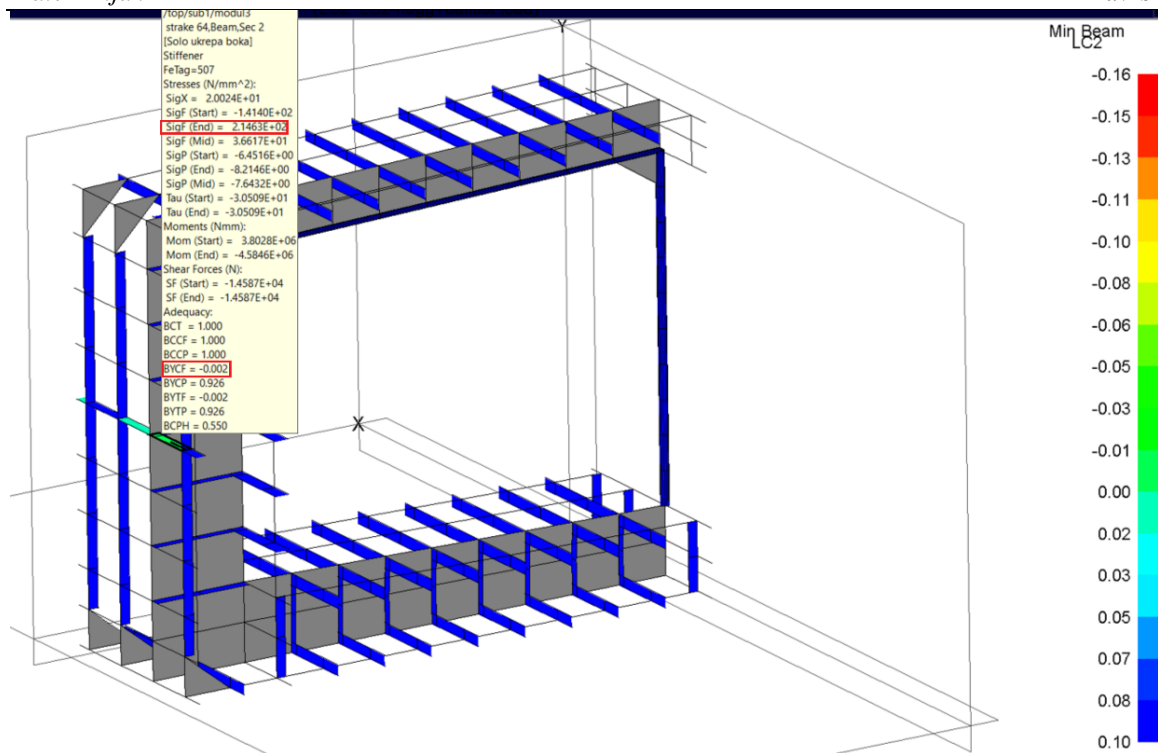 /top/sub1/modul3
strake 64,Beam,Sec 2
[Solo ukrepa boka]
Stiffener
FeTag=507
Stresses (N/mm^2):
SigX = 2.0024E+01
SigF (Start) = -1.4140E+02
SigF (End) = 2.1463E+02
SigF (Mid) = 3.6617E+01
SigP (Start) = -6.4516E+00
SigP (End) = -8.2146E+00
SigP (Mid) = -7.6432E+00
Tau (Start) = -3.0509E+01
Tau (End) = -3.0509E+01
Moments (Nmm):
Mom (Start) = 3.8028E+06
Mom (End) = -4.5846E+06
Shear Forces (N):
SF (Start) = -1.4587E+04
SF (End) = -1.4587E+04
Adequacy:
BCT = 1.000
BCCF = 1.000
BCCP = 1.000
BYCF = -0.002
BYCP = 0.926
BYTF = -0.002
BYTP = 0.926
BCPH = 0.550
Y
X
Min Beam
LC2
-0.16
-0.15
-0.13
-0.11
-0.10
-0.08
-0.06
-0.05
-0.03
-0.01
0.00
0.02
0.03
0.05
0.07
0.08
0.10